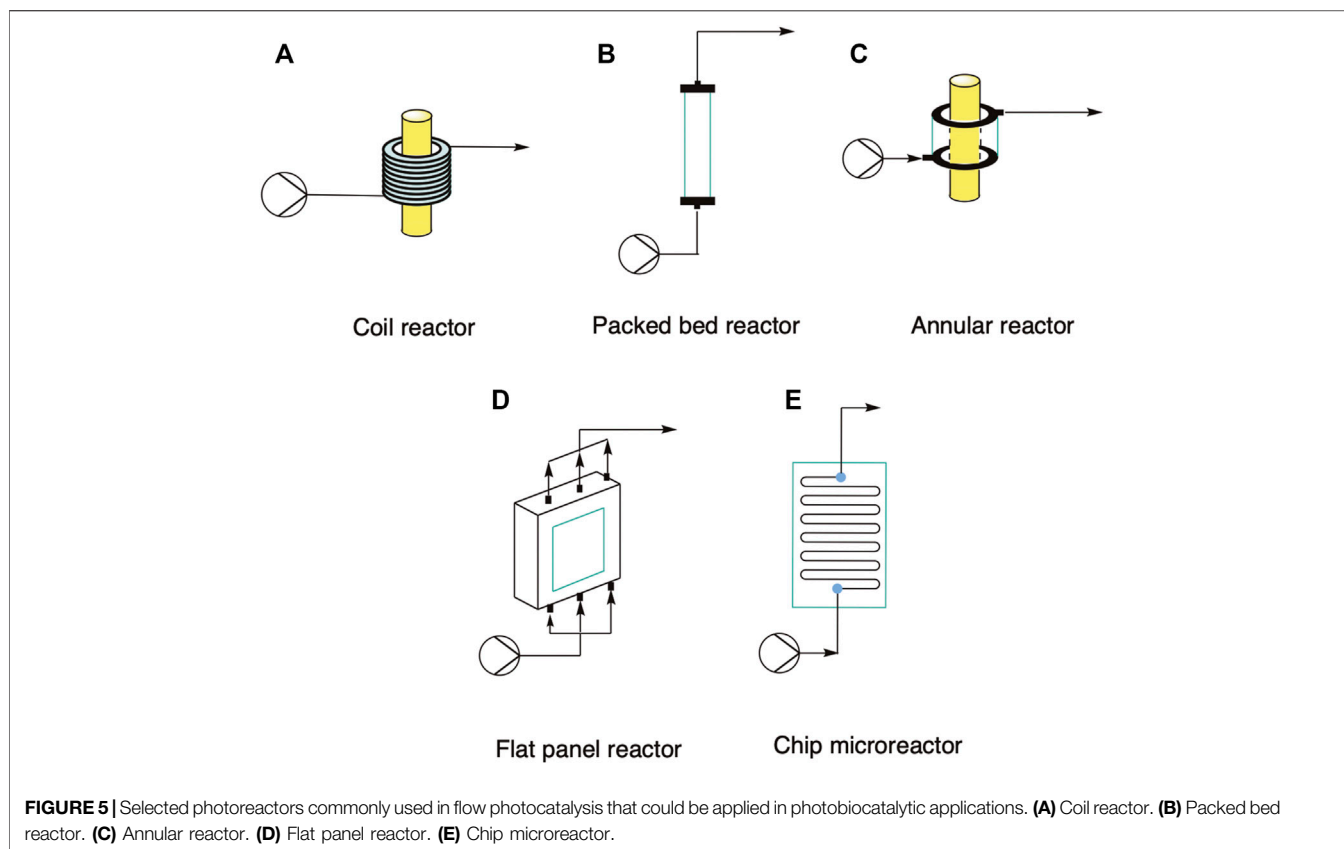 A
B
C
Coil reactor
Packed bed reactor
Annular reactor
D
E
Flat panel reactor
Chip microreactor
FIGURE 5 | Selected photoreactors commonly used in flow photocatalysis that could be applied in photobiocatalytic applications. (A) Coil reactor. (B) Packed bed
reactor. (C) Annular reactor. (D) Flat panel reactor. (E) Chip microreactor.